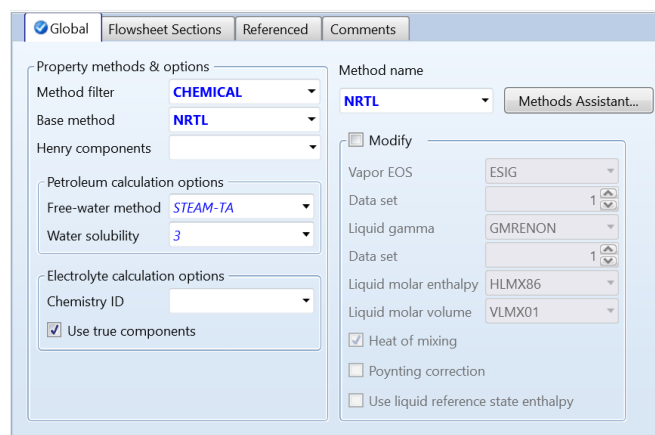 Global Flowsheet Sections Referenced Comments
Property methods & options
Method filter CHEMICAL
Base method NRTL
Henry components
Petroleum calculation options
Free-water method STEAM-TA
Water solubility 3
Electrolyte calculation options
Chemistry ID
Use true components
Method name
NRTL Methods Assistant...
Modify
Vapor EOS ESIG
Data set 1
Liquid gamma GMRENON
Data set 1
Liquid molar enthalpy HLMX86
Liquid molar volume VLMX01
Heat of mixing
Poynting correction
Use liquid reference state enthalpy